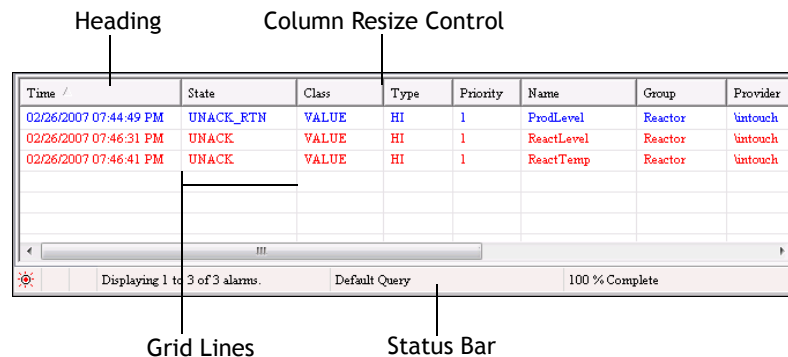 Heading Column Resize Control
Time / State Class Type Priority Name Group Provider
02/26/2007 07:44:49 PM UNACK_RTN VALUE HI 1 ProdLevel Reactor \intouch
02/26/2007 07:46:31 PM UNACK VALUE HI 1 ReactLevel Reactor \intouch
02/26/2007 07:46:41 PM UNACK VALUE HI 1 ReactTemp Reactor \intouch
Displaying 1 to 3 of 3 alarms. Default Query 100 % Complete
Grid Lines Status Bar